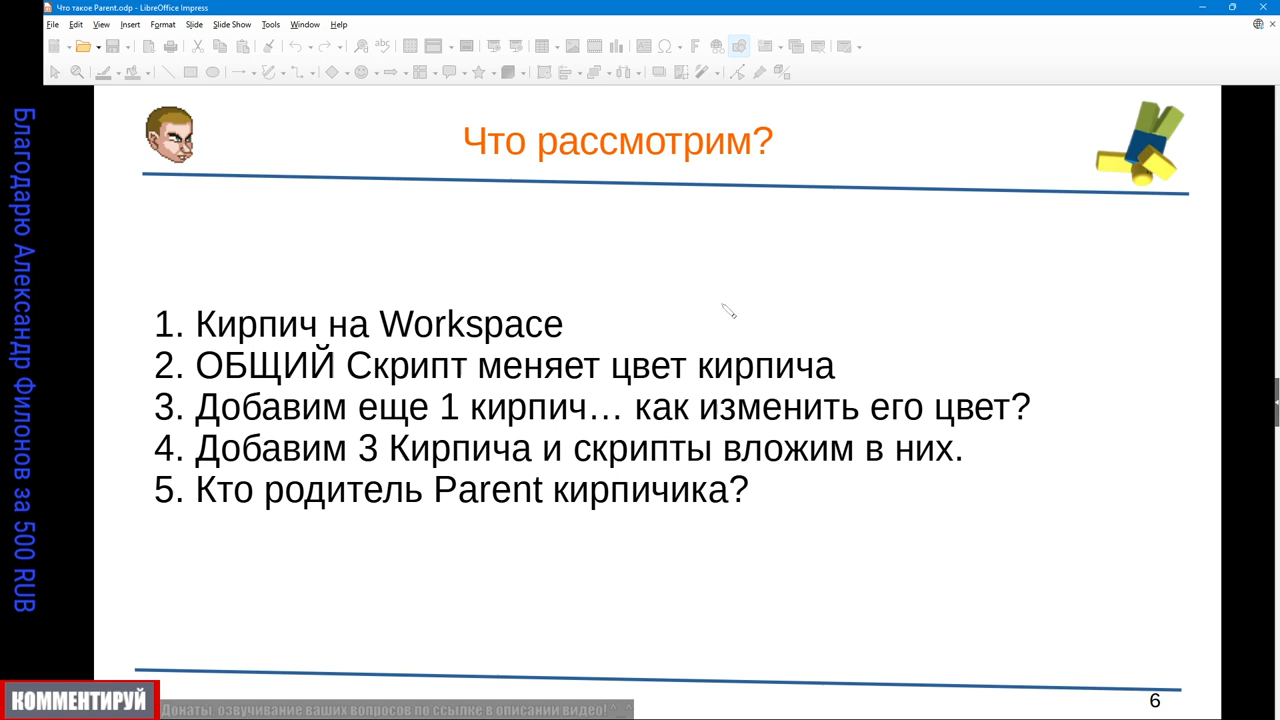 Что такое Parent.odp - LibreOffice Impress
File Edit View Insert Format Slide Slide Show Tools Window Help
Что рассмотрим?
1. Кирпич на Workspace
2. ОБЩИЙ Скрипт меняет цвет кирпича
3. Добавим еще 1 кирпич... как изменить его цвет?
4. Добавим 3 Кирпича и скрипты вложим в них.
5. Кто родитель Parent кирпичика?
6
Благодарю Александр Филонов за 500 RUB
КОММЕНТИРУЙ
Донаты, озвучивание ваших вопросов по ссылке в описании видео! ^_^